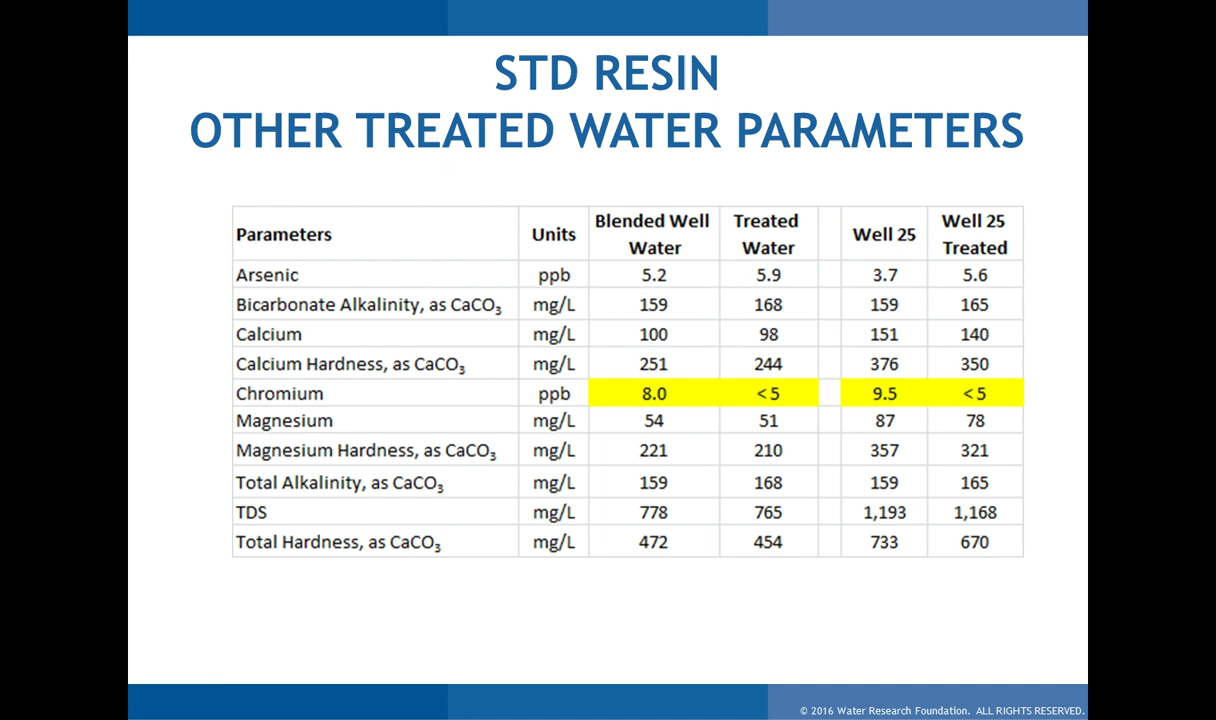 STD RESIN
OTHER TREATED WATER PARAMETERS
Parameters Units Blended Well Water Treated Water Well 25 Well 25 Treated
Arsenic ppb 5.2 5.9 3.7 5.6
Bicarbonate Alkalinity, as CaCO₃ mg/L 159 168 159 165
Calcium mg/L 100 98 151 140
Calcium Hardness, as CaCO₃ mg/L 251 244 376 350
Chromium ppb 8.0 <5 9.5 <5
Magnesium mg/L 54 51 87 78
Magnesium Hardness, as CaCO₃ mg/L 221 210 357 321
Total Alkalinity, as CaCO₃ mg/L 159 168 159 165
TDS mg/L 778 765 1,193 1,168
Total Hardness, as CaCO₃ mg/L 472 454 733 670
© 2016 Water Research Foundation. ALL RIGHTS RESERVED.